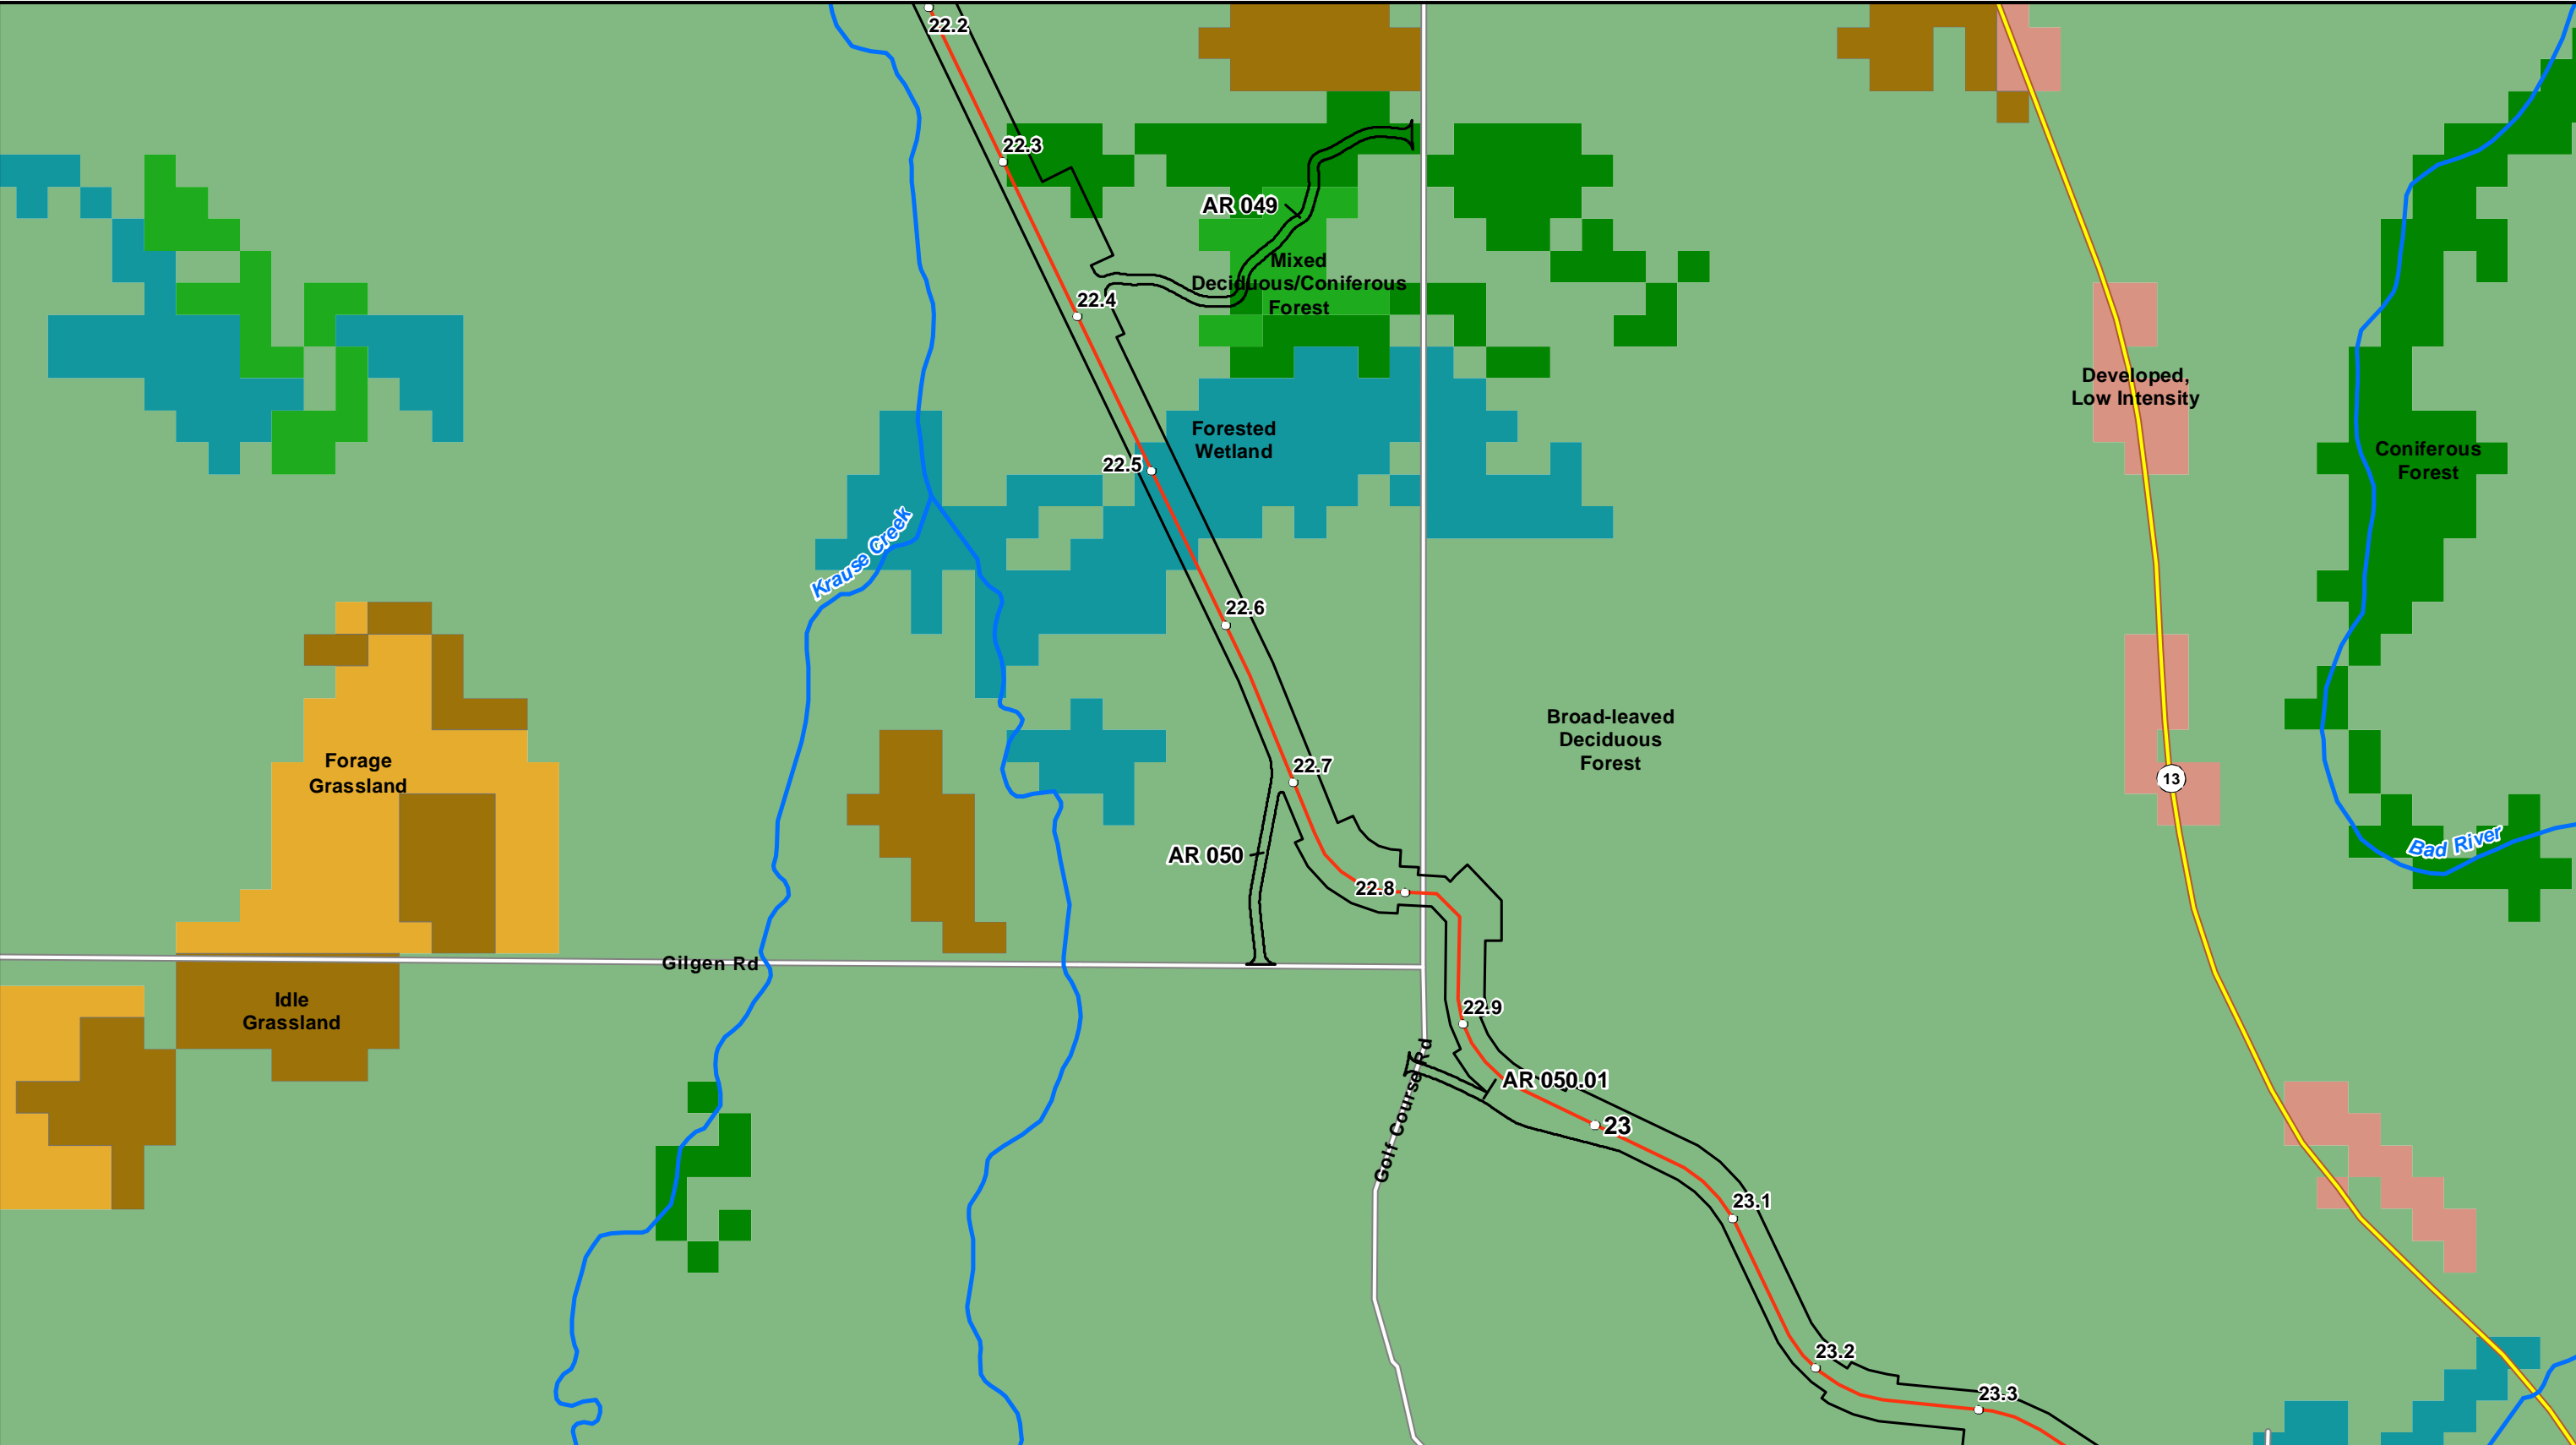 22.2
22.3
AR 049
Mixed
Deciduous/Coniferous
Forest
22.4
Developed,
Low Intensity
Forested
Wetland
Coniferous
Forest
22.5
Krause Creek
22.6
Broad-leaved
Deciduous
Forest
Forage
Grassland
22.7
13
Bad River
AR 050
22.8
Gilgen Rd
Idle
Grassland
22.9
Golf Course Rd
AR 050.01
23
23.1
23.2
23.3